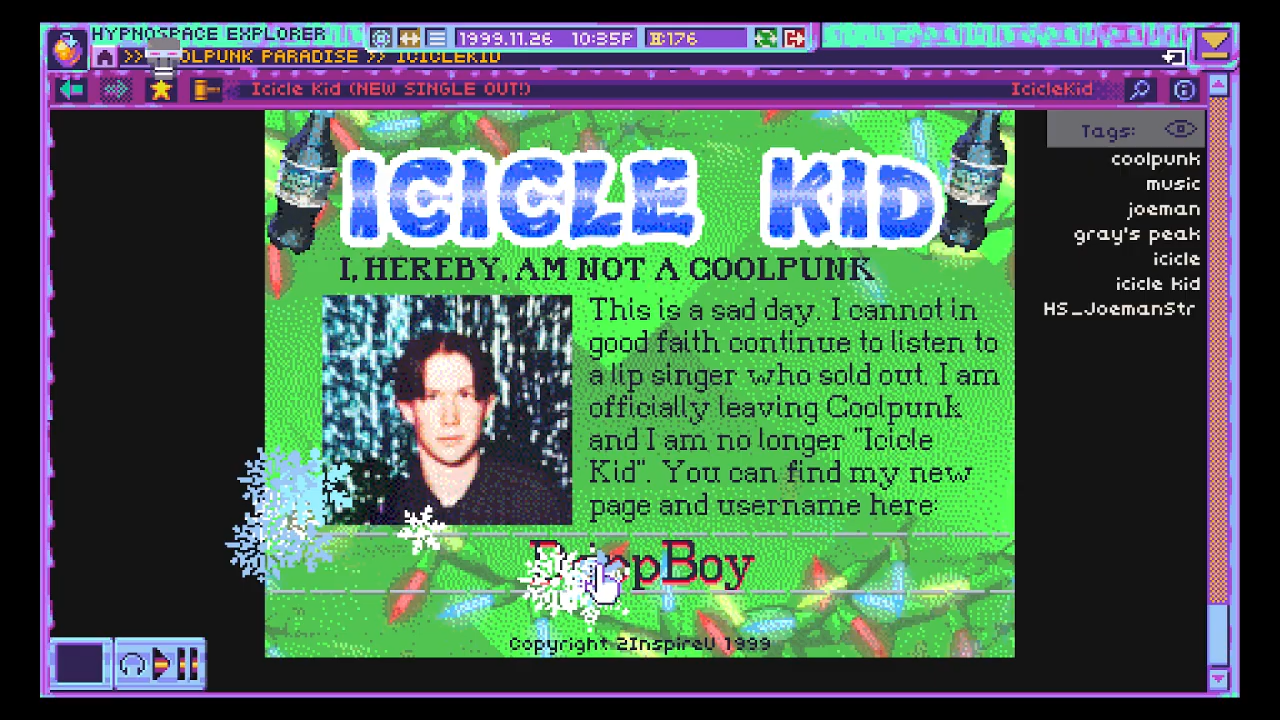 HYPNOSPACE EXPLORER
1999.11.26 10:35P
176
>> COOLPUNK PARADISE >> ICICLEKID
Icicle Kid (NEW SINGLE OUT!)
IcicleKid
Tags:
coolpunk
music
joeman
gray's peak
icicle
icicle kid
HS_JoemanStr
ICICLE KID
I, HEREBY, AM NOT A COOLPUNK
This is a sad day. I cannot in
good faith continue to listen to
a lip singer who sold out. I am
officially leaving Coolpunk
and I am no longer "Icicle
Kid". You can find my new
page and username here:
Copyright 2InspireU 1999